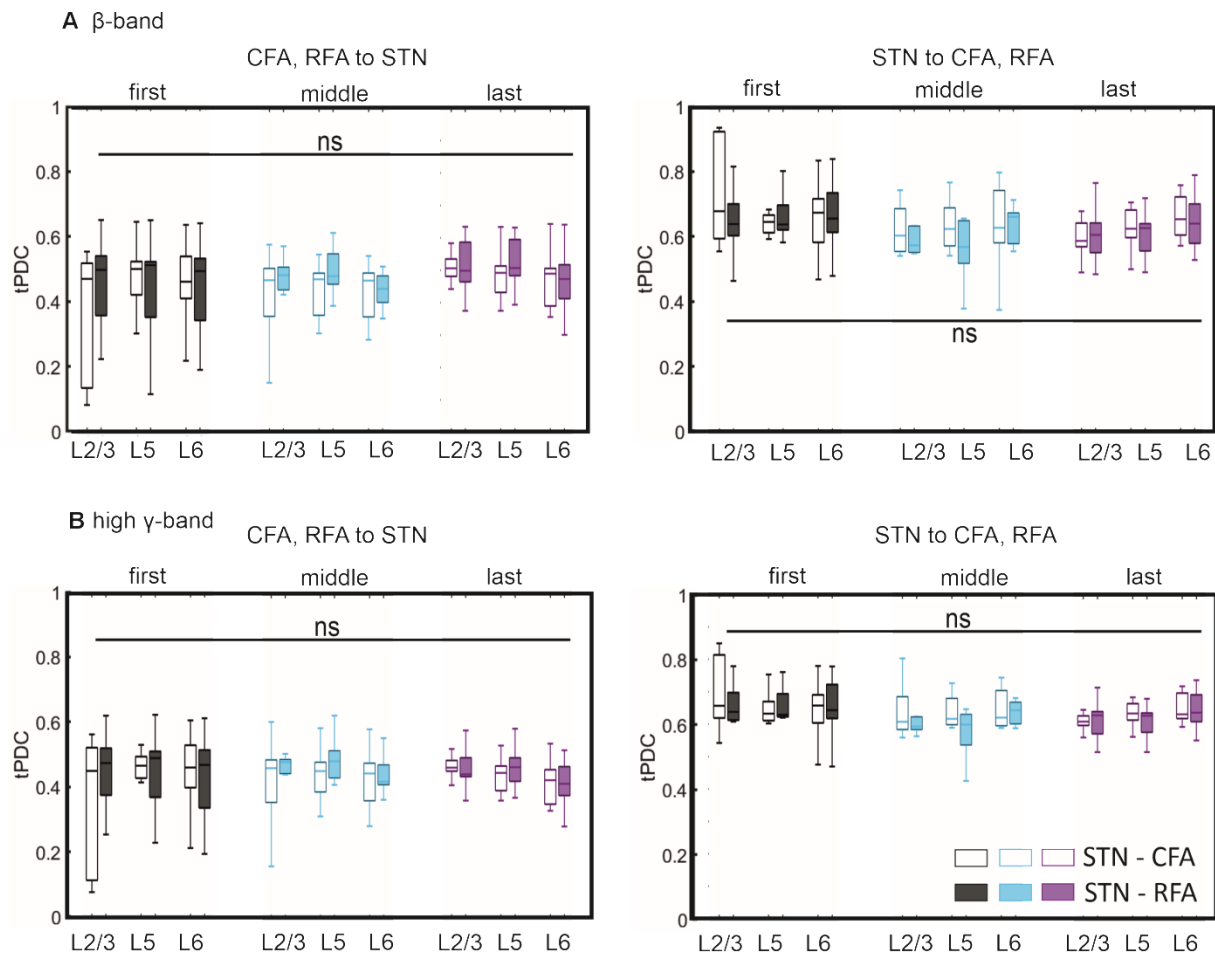 A β-band
CFA, RFA to STN
first middle last
ns
tPDC
1
0.8
0.6
0.4
0.2
0
L2/3 L5 L6 L2/3 L5 L6 L2/3 L5 L6
STN to CFA, RFA
first middle last
ns
tPDC
1
0.8
0.6
0.4
0.2
0
L2/3 L5 L6 L2/3 L5 L6 L2/3 L5 L6
B high γ-band
CFA, RFA to STN
first middle last
ns
tPDC
1
0.8
0.6
0.4
0.2
0
L2/3 L5 L6 L2/3 L5 L6 L2/3 L5 L6
STN to CFA, RFA
first middle last
ns
tPDC
1
0.8
0.6
0.4
0.2
0
STN - CFA
STN - RFA
L2/3 L5 L6 L2/3 L5 L6 L2/3 L5 L6